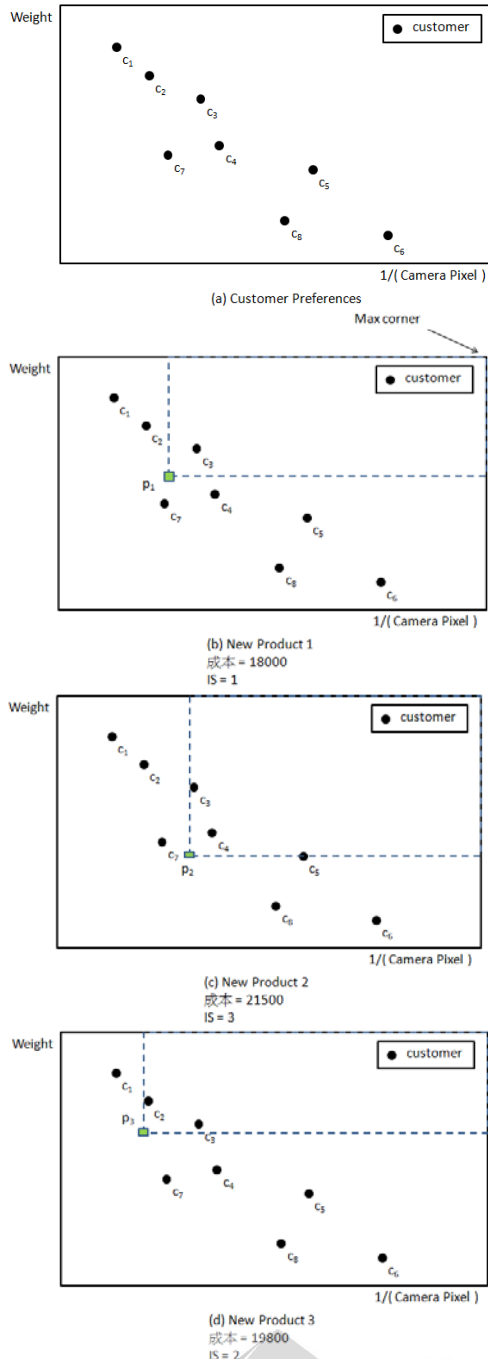 Weight
customer
c1
c2
c3
c4
c7
c5
c8
c6
1/( Camera Pixel )
(a) Customer Preferences
Max corner
Weight
customer
c1
c2
c3
p1
c7
c4
c5
c8
c6
1/( Camera Pixel )
(b) New Product 1
成本 = 18000
IS = 1
Weight
customer
c1
c2
c3
c4
c7
p2
c5
c6
c6
1/( Camera Pixel )
(c) New Product 2
成本 = 21500
IS = 3
Weight
customer
c1
c2
p3
c3
c7
c4
c5
c8
c6
1/( Camera Pixel )
(d) New Product 3
成本 = 19800
IS = 2